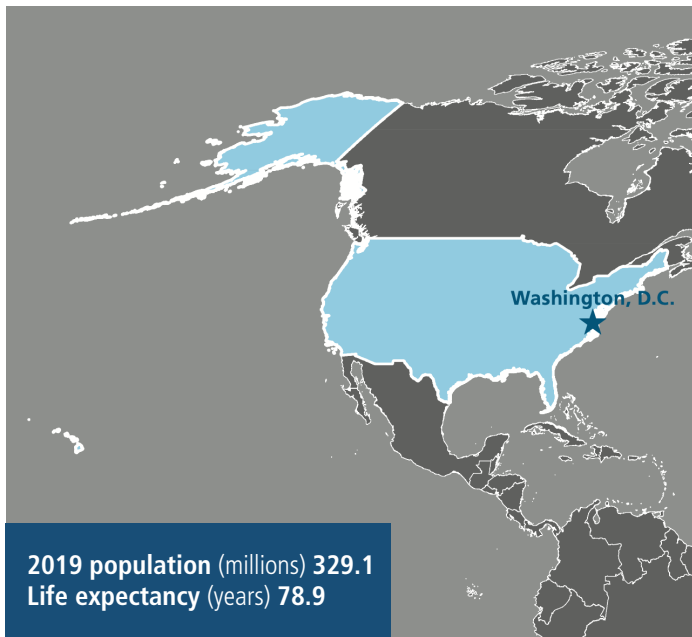 Washington, D.C.
2019 population (millions) 329.1
Life expectancy (years) 78.9